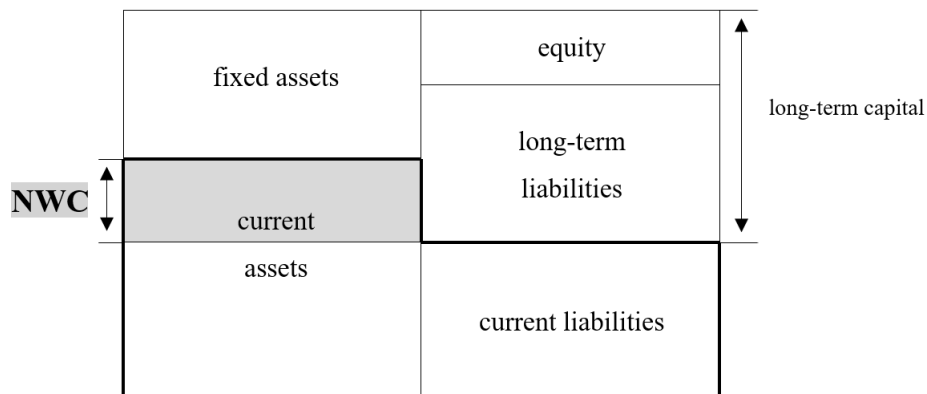 equity
fixed assets
long-term capital
long-term
liabilities
NWC
current
assets
current liabilities